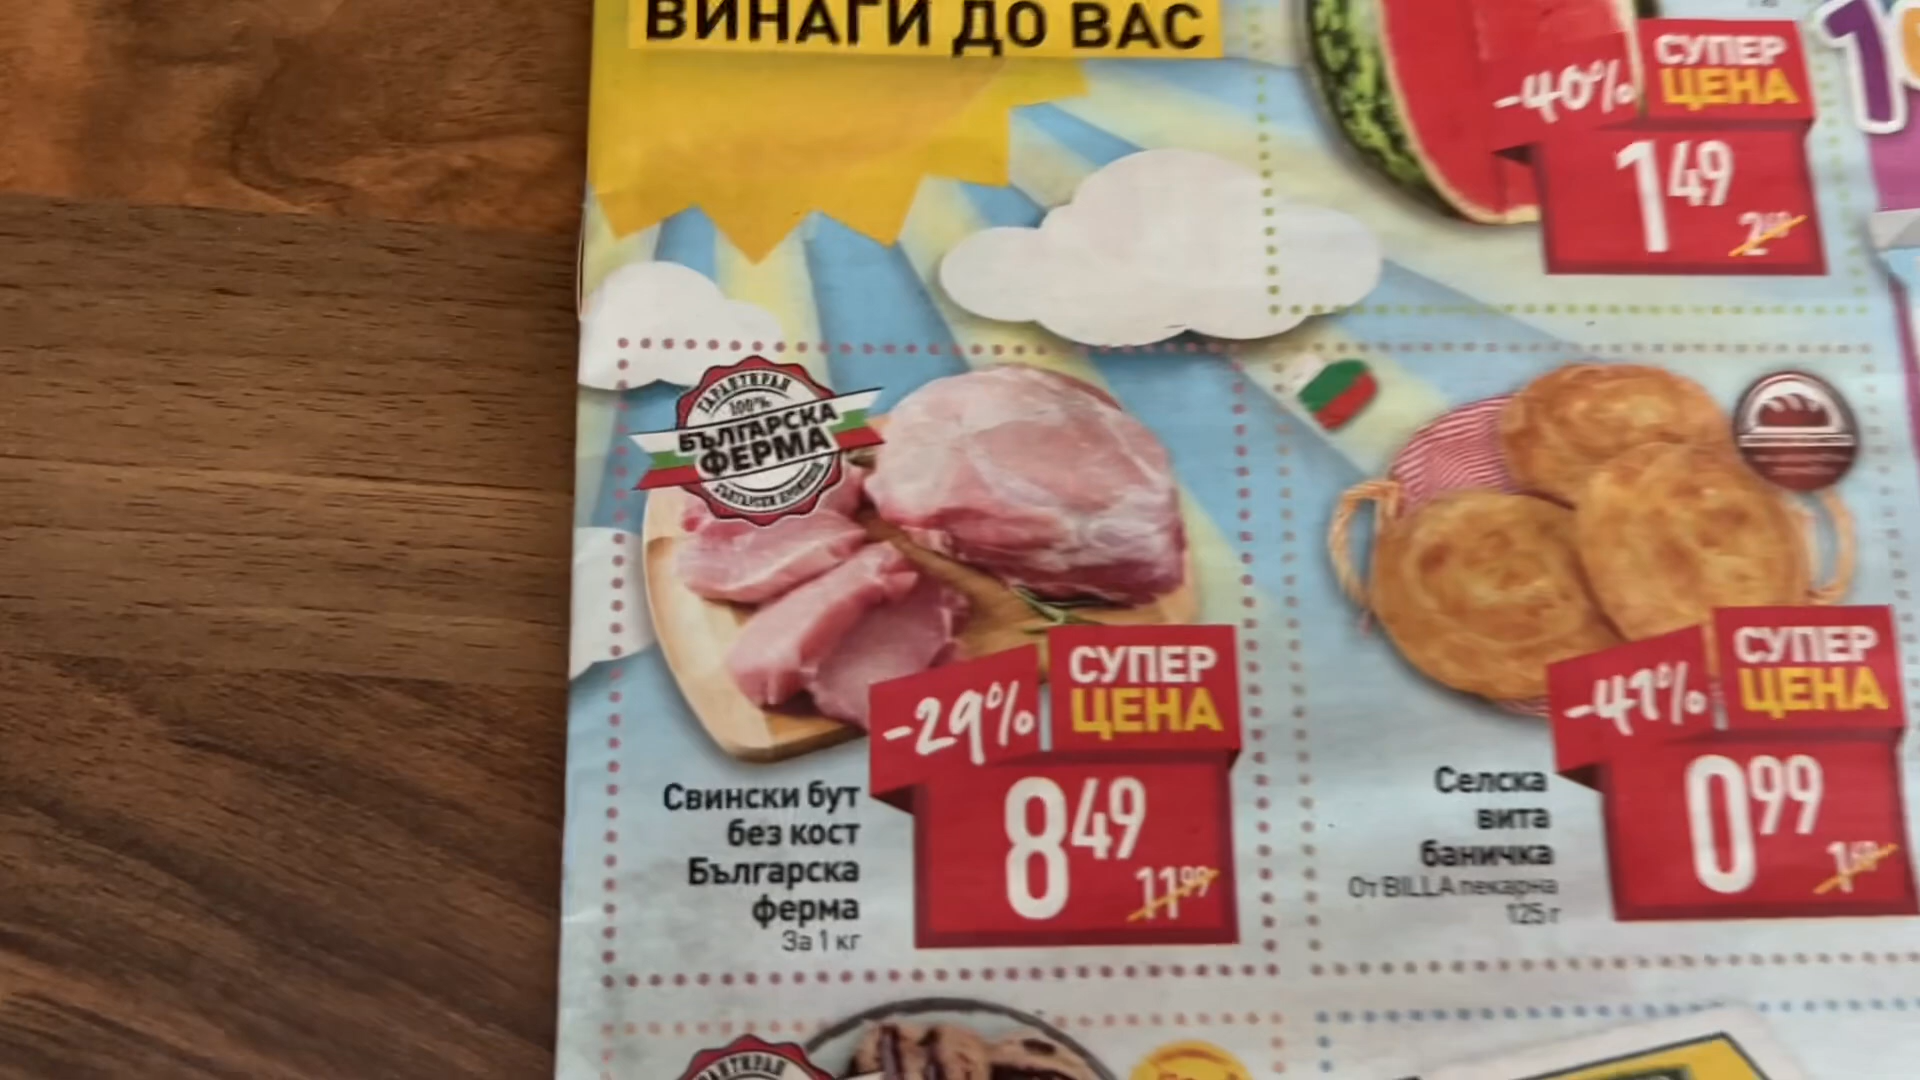 ВИНАГИ ДО ВАС
-40%
СУПЕР
ЦЕНА
1 49
ГАРАНТИРАН
100%
БЪЛГАРСКА
ФЕРМА
-29%
СУПЕР
ЦЕНА
8 49
11 99
Свински бут
без кост
Българска
ферма
За 1 кг
-41%
СУПЕР
ЦЕНА
0 99
Селска
вита
баничка
От BILLA пекарна
125 г